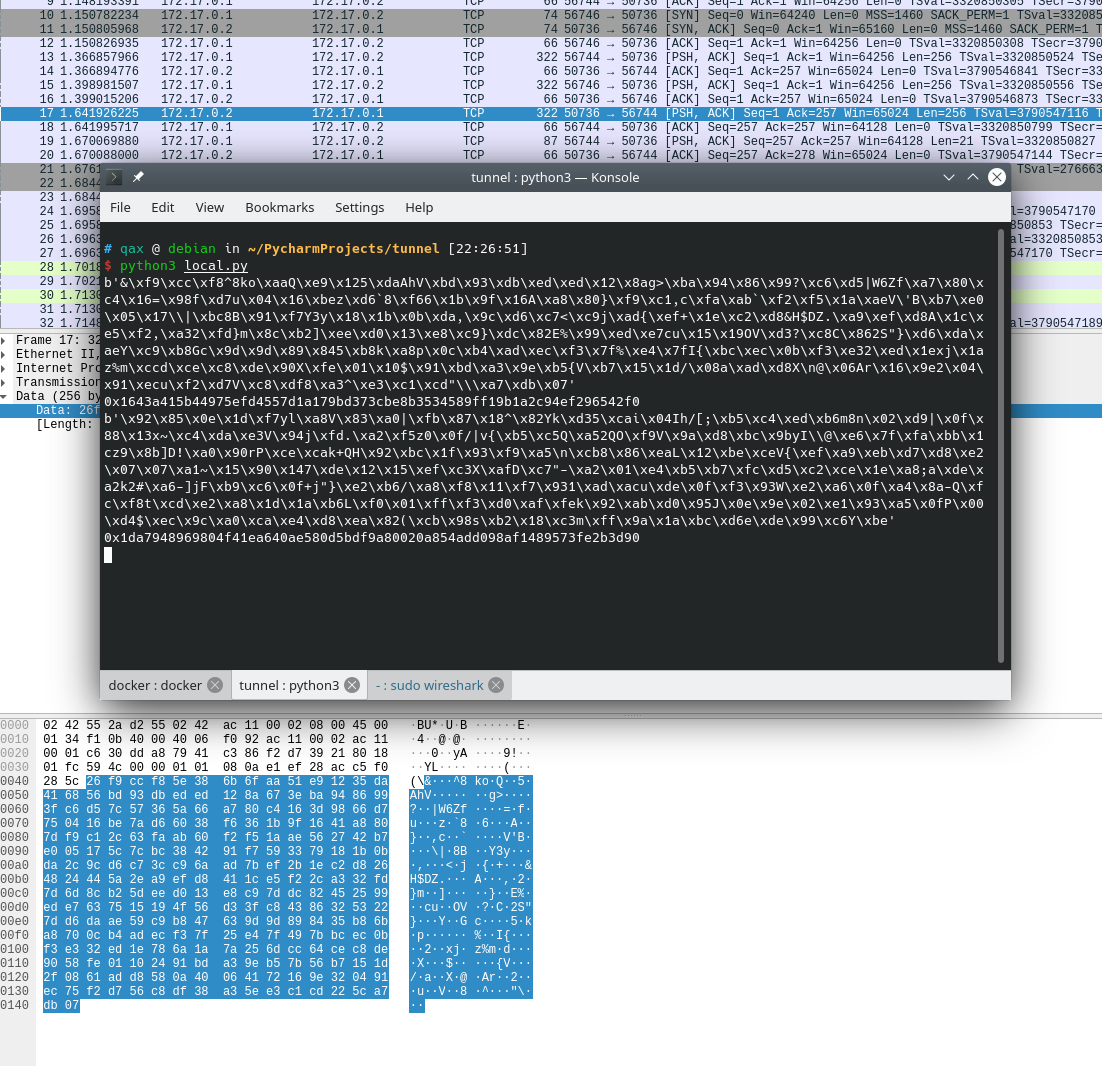 9 1.148193391 172.17.0.1 172.17.0.2 TCP 66 56744 → 50736 [ACK] Seq=1 Ack=1 Win=64256 Len=0 TSval=3320850305 TSecr=3790
10 1.150782234 172.17.0.1 172.17.0.2 TCP 74 56746 → 50736 [SYN] Seq=0 Win=64240 Len=0 MSS=1460 SACK_PERM=1 TSval=332085
11 1.150805968 172.17.0.2 172.17.0.1 TCP 74 50736 → 56746 [SYN, ACK] Seq=0 Ack=1 Win=65160 Len=0 MSS=1460 SACK_PERM=1 T
12 1.150826935 172.17.0.1 172.17.0.2 TCP 66 56746 → 50736 [ACK] Seq=1 Ack=1 Win=64256 Len=0 TSval=3320850308 TSecr=3790
13 1.366857966 172.17.0.1 172.17.0.2 TCP 322 56744 → 50736 [PSH, ACK] Seq=1 Ack=1 Win=64256 Len=256 TSval=3320850524 TSe
14 1.366894776 172.17.0.2 172.17.0.1 TCP 66 50736 → 56744 [ACK] Seq=1 Ack=257 Win=65024 Len=0 TSval=3790546841 TSecr=33
15 1.398981507 172.17.0.1 172.17.0.2 TCP 322 56746 → 50736 [PSH, ACK] Seq=1 Ack=1 Win=64256 Len=256 TSval=3320850556 TSe
16 1.399015206 172.17.0.2 172.17.0.1 TCP 66 50736 → 56746 [ACK] Seq=1 Ack=257 Win=65024 Len=0 TSval=3790546873 TSecr=33
17 1.641926225 172.17.0.2 172.17.0.1 TCP 322 50736 → 56744 [PSH, ACK] Seq=1 Ack=257 Win=65024 Len=256 TSval=3790547116 T
18 1.641995717 172.17.0.1 172.17.0.2 TCP 66 56744 → 50736 [ACK] Seq=257 Ack=257 Win=64128 Len=0 TSval=3320850799 TSecr=
19 1.670069880 172.17.0.1 172.17.0.2 TCP 87 56744 → 50736 [PSH, ACK] Seq=257 Ack=257 Win=64128 Len=21 TSval=3320850827
20 1.670088000 172.17.0.2 172.17.0.1 TCP 66 50736 → 56744 [ACK] Seq=257 Ack=278 Win=65024 Len=0 TSval=3790547144 TSecr=
21 1.6761 TSval=276663
22 1.6844
23 1.6844
24 1.6958 l=3790547170
25 1.6958 850853 TSecr=
26 1.6963 al=3320850853
27 1.6963 547170 TSecr=
28 1.7018
29 1.7021
30 1.7130
31 1.7130
32 1.7148 al=3790547189
tunnel : python3 — Konsole
File Edit View Bookmarks Settings Help
# qax @ debian in ~/PycharmProjects/tunnel [22:26:51]
$ python3 local.py
b'&\xf9\xcc\xf8^8ko\xaaQ\xe9\x125\xdaAhV\xbd\x93\xdb\xed\xed\x12\x8ag>\xba\x94\x86\x99?\xc6\xd5|W6Zf\xa7\x80\x
c4\x16=\x98f\xd7u\x04\x16\xbez\xd6`8\xf66\x1b\x9f\x16A\xa8\x80}\xf9\xc1,c\xfa\xab`\xf2\xf5\x1a\xaeV\'B\xb7\xe0
\x05\x17\\|\xbc8B\x91\xf7Y3y\x18\x1b\x0b\xda,\x9c\xd6\xc7<\xc9j\xad{\xef+\x1e\xc2\xd8&H$DZ.\xa9\xef\xd8A\x1c\x
e5\xf2,\xa32\xfd}m\x8c\xb2]\xee\xd0\x13\xe8\xc9}\xdc\x82E%\x99\xed\xe7cu\x15\x19OV\xd3?\xc8C\x862S"}\xd6\xda\x
aeY\xc9\xb8Gc\x9d\x9d\x89\x845\xb8k\xa8p\x0c\xb4\xad\xec\xf3\x7f%\xe4\x7fI{\xbc\xec\x0b\xf3\xe32\xed\x1exj\x1a
z%m\xccd\xce\xc8\xde\x90X\xfe\x01\x10$\x91\xbd\xa3\x9e\xb5{V\xb7\x15\x1d/\x08a\xad\xd8X\n@\x06Ar\x16\x9e2\x04\
x91\xecu\xf2\xd7V\xc8\xdf8\xa3^\xe3\xc1\xcd"\\\xa7\xdb\x07'
0x1643a415b44975efd4557d1a179bd373cbe8b3534589ff19b1a2c94ef296542f0
b'\x92\x85\x0e\x1d\xf7yl\xa8V\x83\xa0|\xfb\x87\x18^\x82Yk\xd35\xcai\x04Ih/[;\xb5\xc4\xed\xb6m8n\x02\xd9|\x0f\x
88\x13x~\xc4\xda\xe3V\x94j\xfd.\xa2\xf5z0\x0f/|v{\xb5\xc5Q\xa52QO\xf9V\x9a\xd8\xbc\x9byI\\@\xe6\x7f\xfa\xbb\x1
cz9\x8b]D!\xa0\x90rP\xce\xcak+QH\x92\xbc\x1f\x93\xf9\xa5\n\xcb8\x86\xeaL\x12\xbe\xceV{\xef\xa9\xeb\xd7\xd8\xe2
\x07\x07\xa1~\x15\x90\x147\xde\x12\x15\xef\xc3X\xafD\xc7"-\xa2\x01\xe4\xb5\xb7\xfc\xd5\xc2\xce\x1e\xa8;a\xde\x
a2k2#\xa6-]jF\xb9\xc6\x0f+j"}\xe2\xb6/\xa8\xf8\x11\xf7\x931\xad\xacu\xde\x0f\xf3\x93W\xe2\xa6\x0f\xa4\x8a-Q\xf
c\xf8t\xcd\xe2\xa8\x1d\x1a\xb6L\xf0\x01\xff\xf3\xd0\xaf\xfek\x92\xab\xd0\x95J\x0e\x9e\x02\xe1\x93\xa5\x0fP\x00
\xd4$\xec\x9c\xa0\xca\xe4\xd8\xea\x82(\xcb\x98s\xb2\x18\xc3m\xff\x9a\x1a\xbc\xd6e\xde\x99\xc6Y\xbe'
0x1da7948969804f41ea640ae580d5bdf9a80020a854add098af1489573fe2b3d90
docker : docker tunnel : python3 - : sudo wireshark
Frame 17: 32
Ethernet II,
Internet Pro
Transmission
Data (256 by
Data: 26f
[Length:
0000 02 42 55 2a d2 55 02 42 ac 11 00 02 08 00 45 00 ·BU*·U·B ······E·
0010 01 34 f1 0b 40 00 40 06 f0 92 ac 11 00 02 ac 11 ·4··@·@· ········
0020 00 01 c6 30 dd a8 79 41 c3 86 f2 d7 39 21 80 18 ···0··yA ····9!··
0030 01 fc 59 4c 00 00 01 01 08 0a e1 ef 28 ac c5 f0 ··YL···· ····(···
0040 28 5c 26 f9 cc f8 5e 38 6b 6f aa 51 e9 12 35 da (\&···^8 ko·Q··5·
0050 41 68 56 bd 93 db ed ed 12 8a 67 3e ba 94 86 99 AhV····· ··g>····
0060 3f c6 d5 7c 57 36 5a 66 a7 80 c4 16 3d 98 66 d7 ?··|W6Zf ····=·f·
0070 75 04 16 be 7a d6 60 38 f6 36 1b 9f 16 41 a8 80 u···z·`8 ·6···A··
0080 7d f9 c1 2c 63 fa ab 60 f2 f5 1a ae 56 27 42 b7 }··,c··` ····V'B·
0090 e0 05 17 5c 7c bc 38 42 91 f7 59 33 79 18 1b 0b ···\|·8B ··Y3y···
00a0 da 2c 9c d6 c7 3c c9 6a ad 7b ef 2b 1e c2 d8 26 ·,···<·j ·{·+···&
00b0 48 24 44 5a 2e a9 ef d8 41 1c e5 f2 2c a3 32 fd H$DZ.··· A···,·2·
00c0 7d 6d 8c b2 5d ee d0 13 e8 c9 7d dc 82 45 25 99 }m··]··· ··}··E%·
00d0 ed e7 63 75 15 19 4f 56 d3 3f c8 43 86 32 53 22 ··cu··OV ·?·C·2S"
00e0 7d d6 da ae 59 c9 b8 47 63 9d 9d 89 84 35 b8 6b }···Y··G c····5·k
00f0 a8 70 0c b4 ad ec f3 7f 25 e4 7f 49 7b bc ec 0b ·p······ %··I{···
0100 f3 e3 32 ed 1e 78 6a 1a 7a 25 6d cc 64 ce c8 de ··2··xj· z%m·d···
0110 90 58 fe 01 10 24 91 bd a3 9e b5 7b 56 b7 15 1d ·X···$·· ···{V···
0120 2f 08 61 ad d8 58 0a 40 06 41 72 16 9e 32 04 91 /·a··X·@ ·Ar··2··
0130 ec 75 f2 d7 56 c8 df 38 a3 5e e3 c1 cd 22 5c a7 ·u··V··8 ·^···"\·
0140 db 07 ··